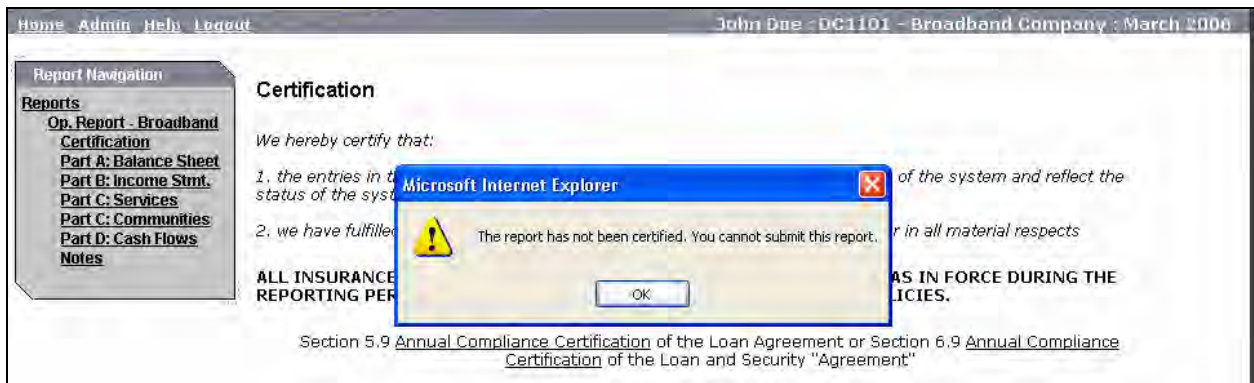 Home Admin Help Logout
John Doe : DC1101 - Broadband Company : March 2006
Report Navigation
Reports
Op. Report - Broadband
Certification
Part A: Balance Sheet
Part B: Income Stmt.
Part C: Services
Part C: Communities
Part D: Cash Flows
Notes
Certification
We hereby certify that:
1. the entries in t of the system and reflect the
status of the syst
2. we have fulfille r in all material respects
ALL INSURANCE AS IN FORCE DURING THE
REPORTING PER ICIES.
Microsoft Internet Explorer
The report has not been certified. You cannot submit this report.
OK
Section 5.9 Annual Compliance Certification of the Loan Agreement or Section 6.9 Annual Compliance
Certification of the Loan and Security "Agreement"